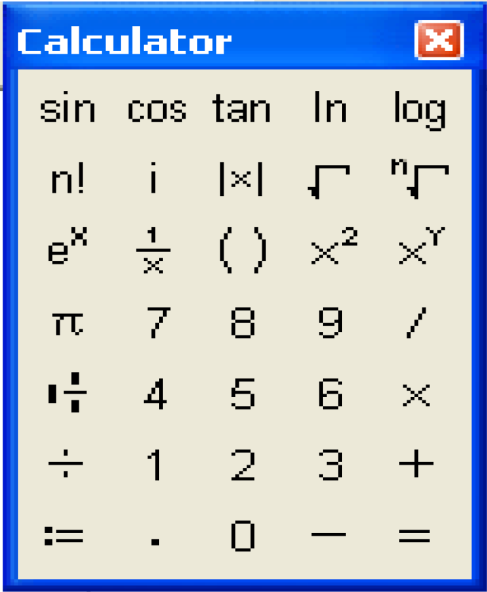 Calculator
sin cos tan ln log
n! i |×| √ ⁿ√
eˣ 1/x ( ) x² xʸ
π 7 8 9 /
4 5 6 ×
÷ 1 2 3 +
:= . 0 − =